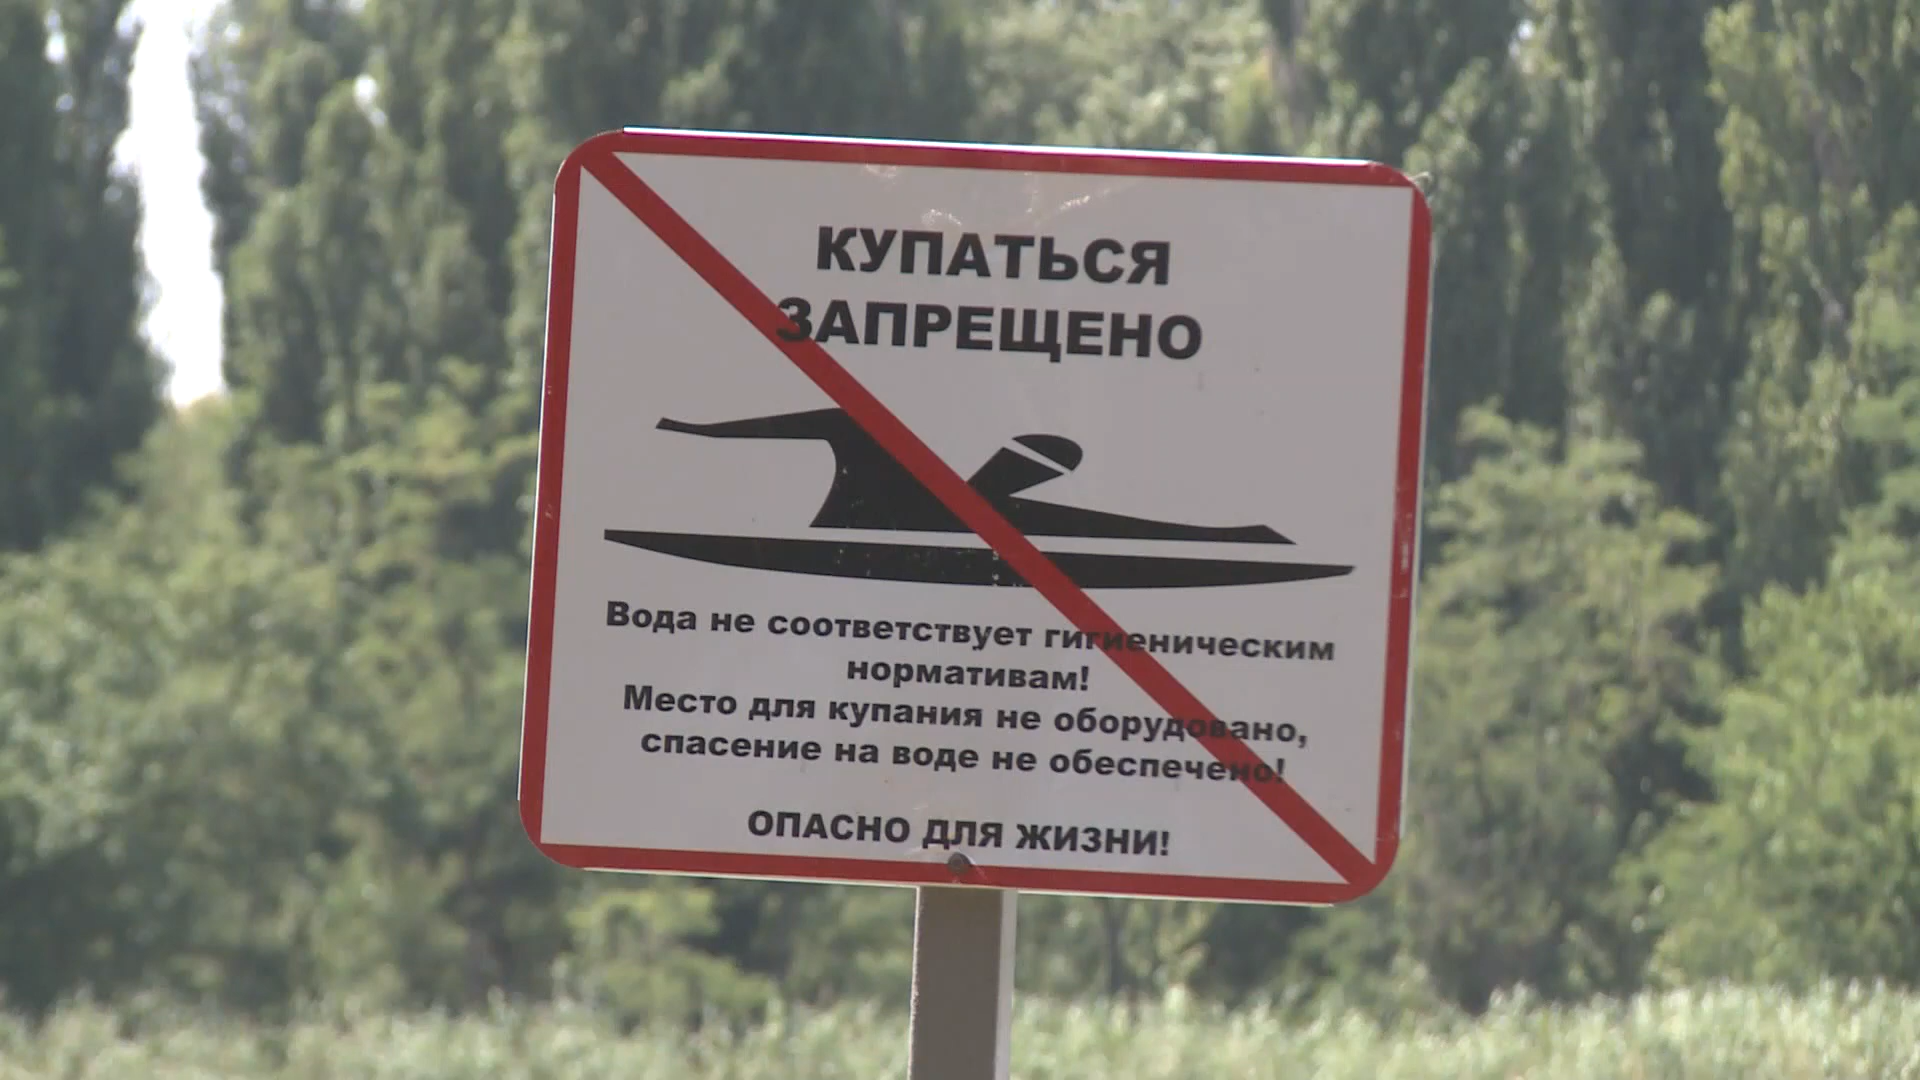 КУПАТЬСЯ
ЗАПРЕЩЕНО
Вода не соответствует гигиеническим
нормативам!
Место для купания не оборудовано,
спасение на воде не обеспечено!
ОПАСНО ДЛЯ ЖИЗНИ!